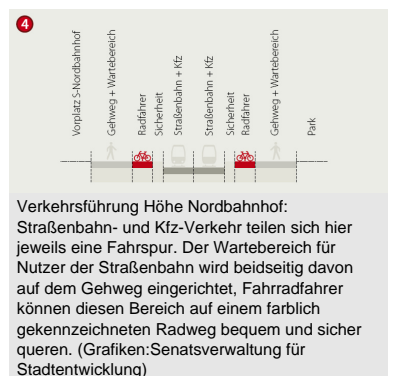 4
Vorplatz S-Nordbahnhof
Gehweg + Wartebereich
Radfahrer
Sicherheit
Straßenbahn + Kfz
Straßenbahn + Kfz
Sicherheit
Radfahrer
Gehweg + Wartebereich
Park
Verkehrsführung Höhe Nordbahnhof:
Straßenbahn- und Kfz-Verkehr teilen sich hier
jeweils eine Fahrspur. Der Wartebereich für
Nutzer der Straßenbahn wird beidseitig davon
auf dem Gehweg eingerichtet, Fahrradfahrer
können diesen Bereich auf einem farblich
gekennzeichneten Radweg bequem und sicher
queren. (Grafiken:Senatsverwaltung für
Stadtentwicklung)